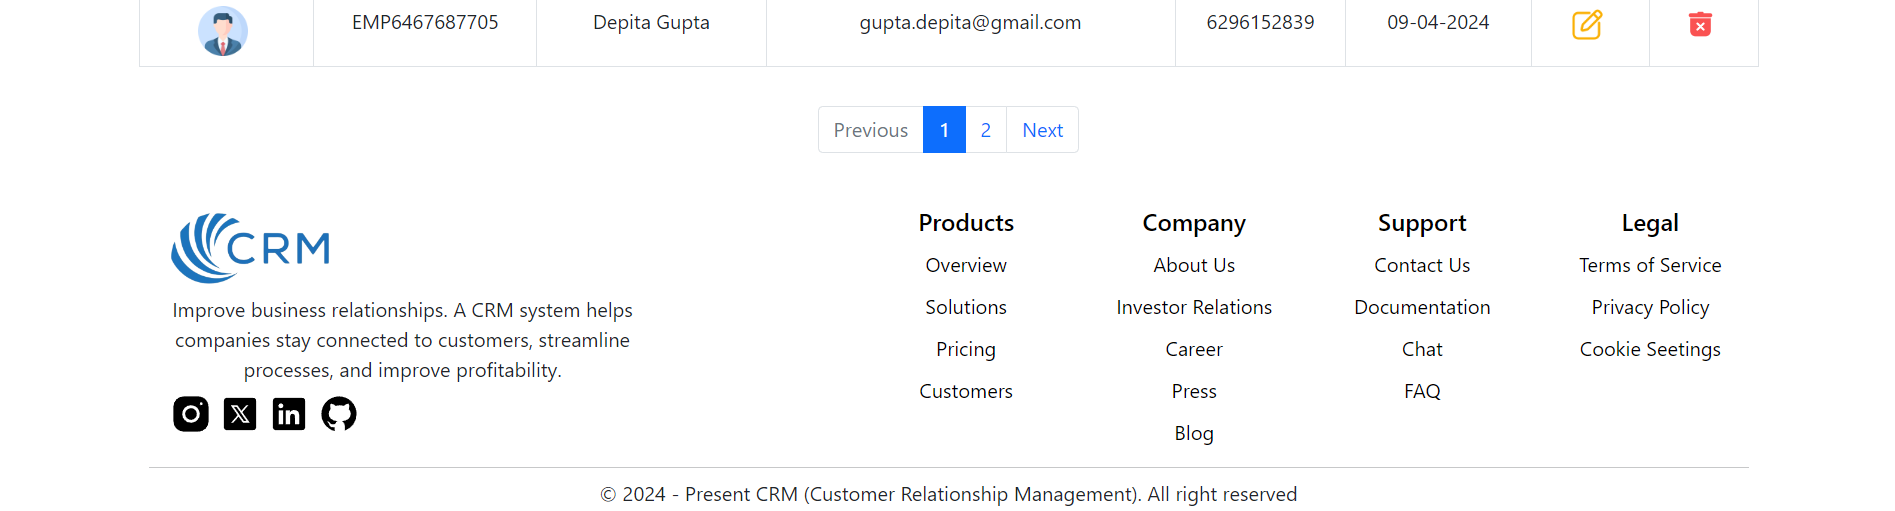 EMP6467687705 Depita Gupta gupta.depita@gmail.com 6296152839 09-04-2024
Previous 1 2 Next
CRM
Improve business relationships. A CRM system helps
companies stay connected to customers, streamline
processes, and improve profitability.
Products
Overview
Solutions
Pricing
Customers
Company
About Us
Investor Relations
Career
Press
Blog
Support
Contact Us
Documentation
Chat
FAQ
Legal
Terms of Service
Privacy Policy
Cookie Seetings
© 2024 - Present CRM (Customer Relationship Management). All right reserved